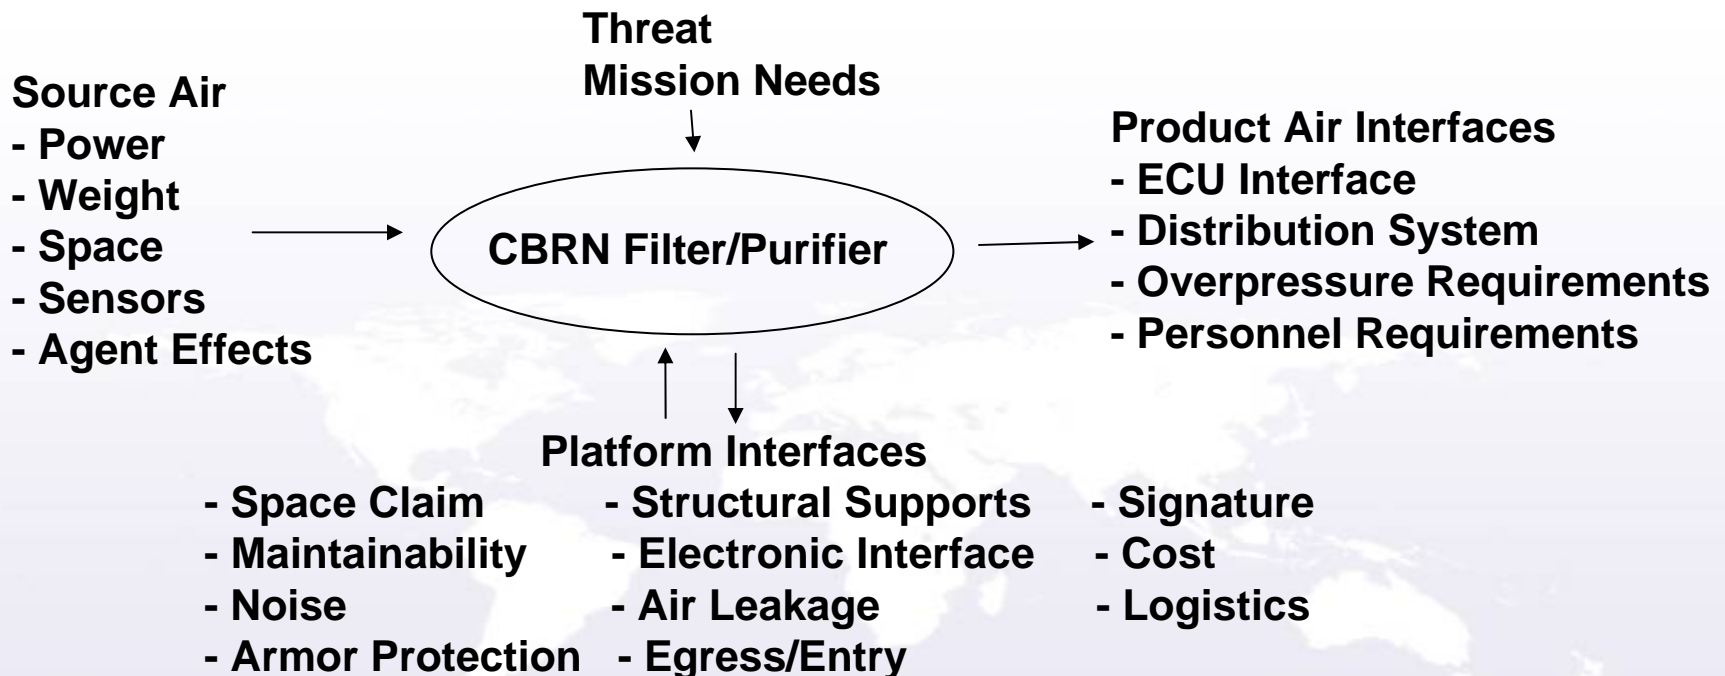 Threat
Mission Needs
Source Air
- Power
- Weight
- Space
- Sensors
- Agent Effects
CBRN Filter/Purifier
Product Air Interfaces
- ECU Interface
- Distribution System
- Overpressure Requirements
- Personnel Requirements
Platform Interfaces
- Space Claim - Structural Supports - Signature
- Maintainability - Electronic Interface - Cost
- Noise - Air Leakage - Logistics
- Armor Protection - Egress/Entry